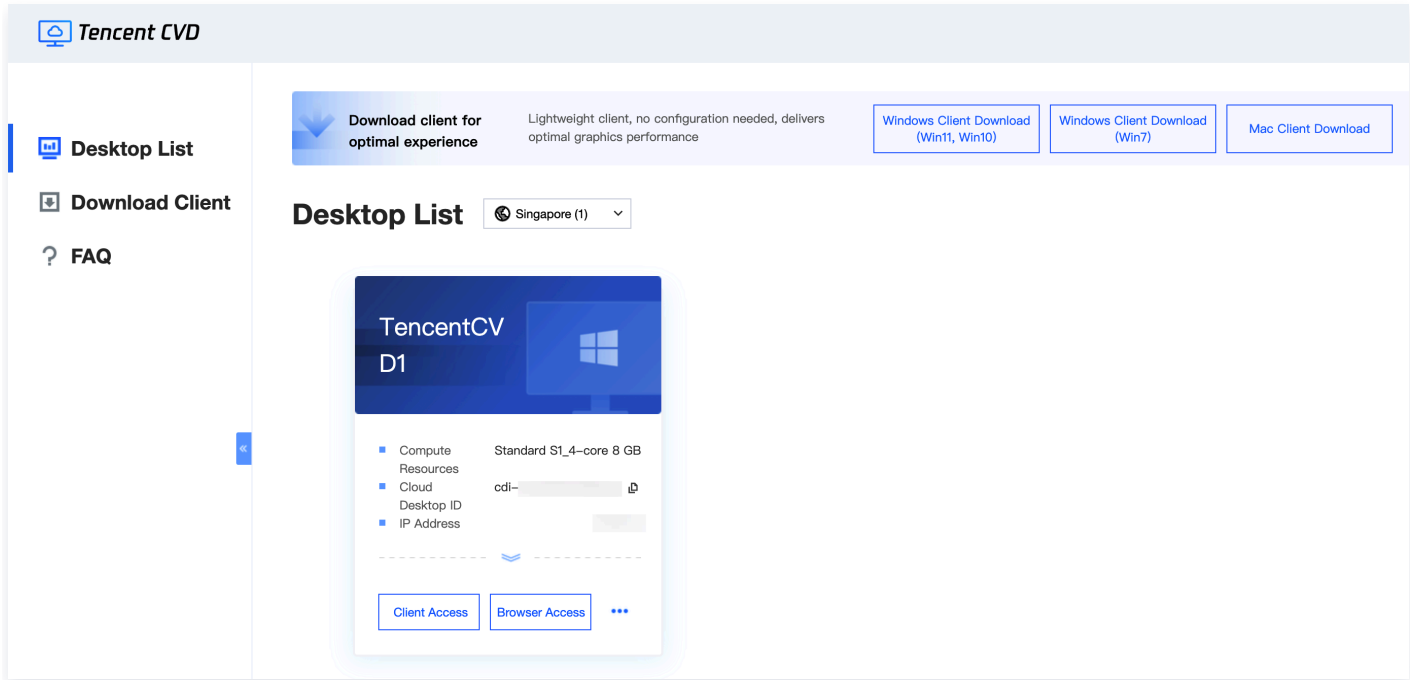 Tencent CVD
Desktop List
Download Client
FAQ
Download client for
optimal experience
Lightweight client, no configuration needed, delivers
optimal graphics performance
Windows Client Download
(Win11, Win10)
Windows Client Download
(Win7)
Mac Client Download
Desktop List
Singapore (1)
TencentCV
D1
Compute
Resources
Standard S1_4-core 8 GB
Cloud
Desktop ID
cdi-
IP Address
Client Access
Browser Access